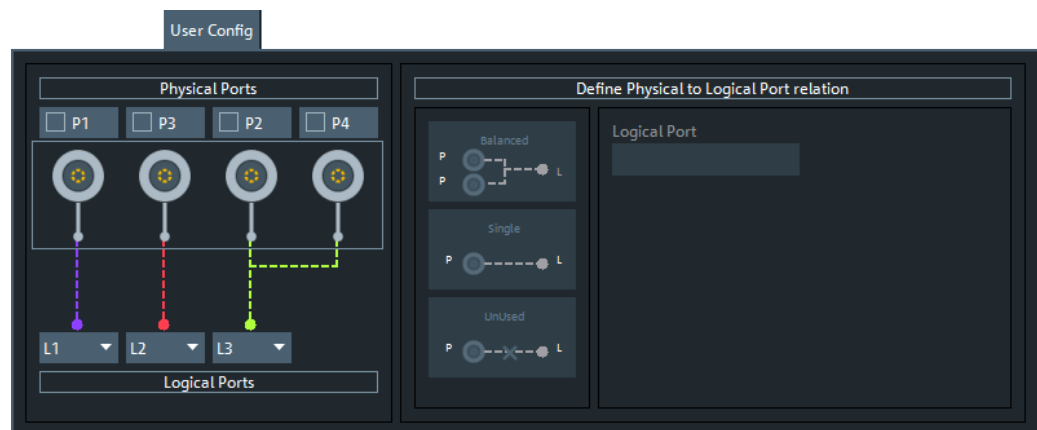 User Config
Physical Ports
P1 P3 P2 P4
L1 L2 L3
Logical Ports
Define Physical to Logical Port relation
Balanced
P
P
L
Single
P L
UnUsed
P L
Logical Port